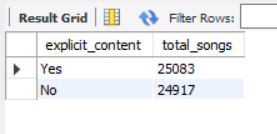 Result Grid Filter Rows:
explicit_content total_songs
Yes 25083
No 24917